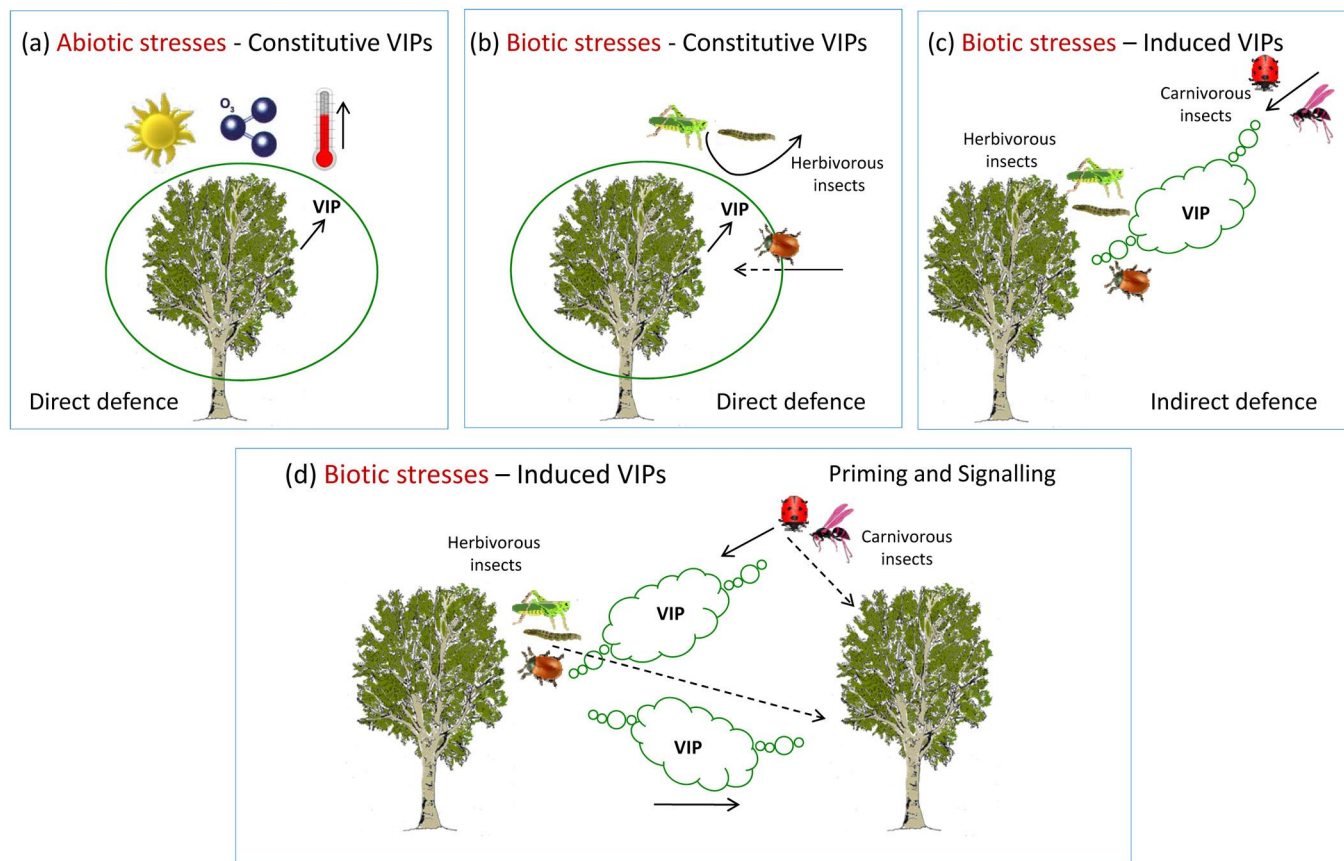 (a) Abiotic stresses - Constitutive VIPs
O3
VIP
Direct defence
(b) Biotic stresses - Constitutive VIPs
Herbivorous
insects
VIP
Direct defence
(c) Biotic stresses – Induced VIPs
Carnivorous
insects
Herbivorous
insects
VIP
Indirect defence
(d) Biotic stresses – Induced VIPs
Priming and Signalling
Herbivorous
insects
Carnivorous
insects
VIP
VIP